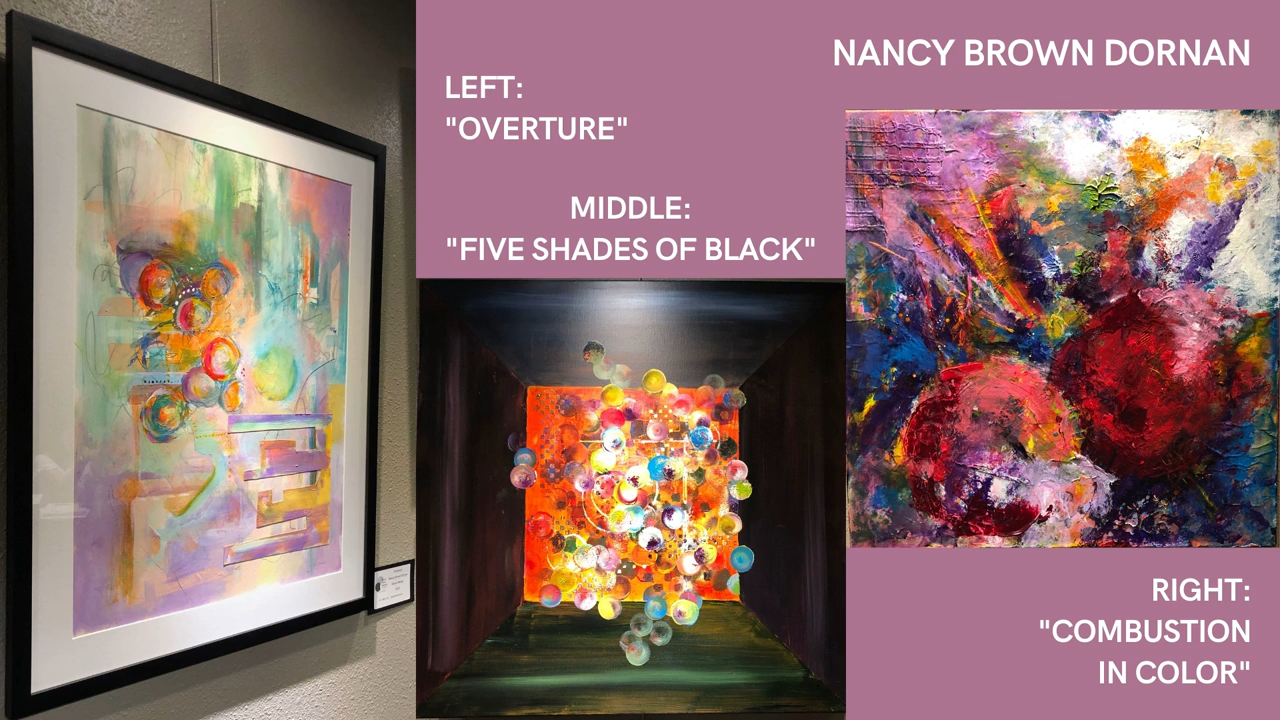 NANCY BROWN DORNAN
LEFT:
"OVERTURE"
MIDDLE:
"FIVE SHADES OF BLACK"
RIGHT:
"COMBUSTION
IN COLOR"